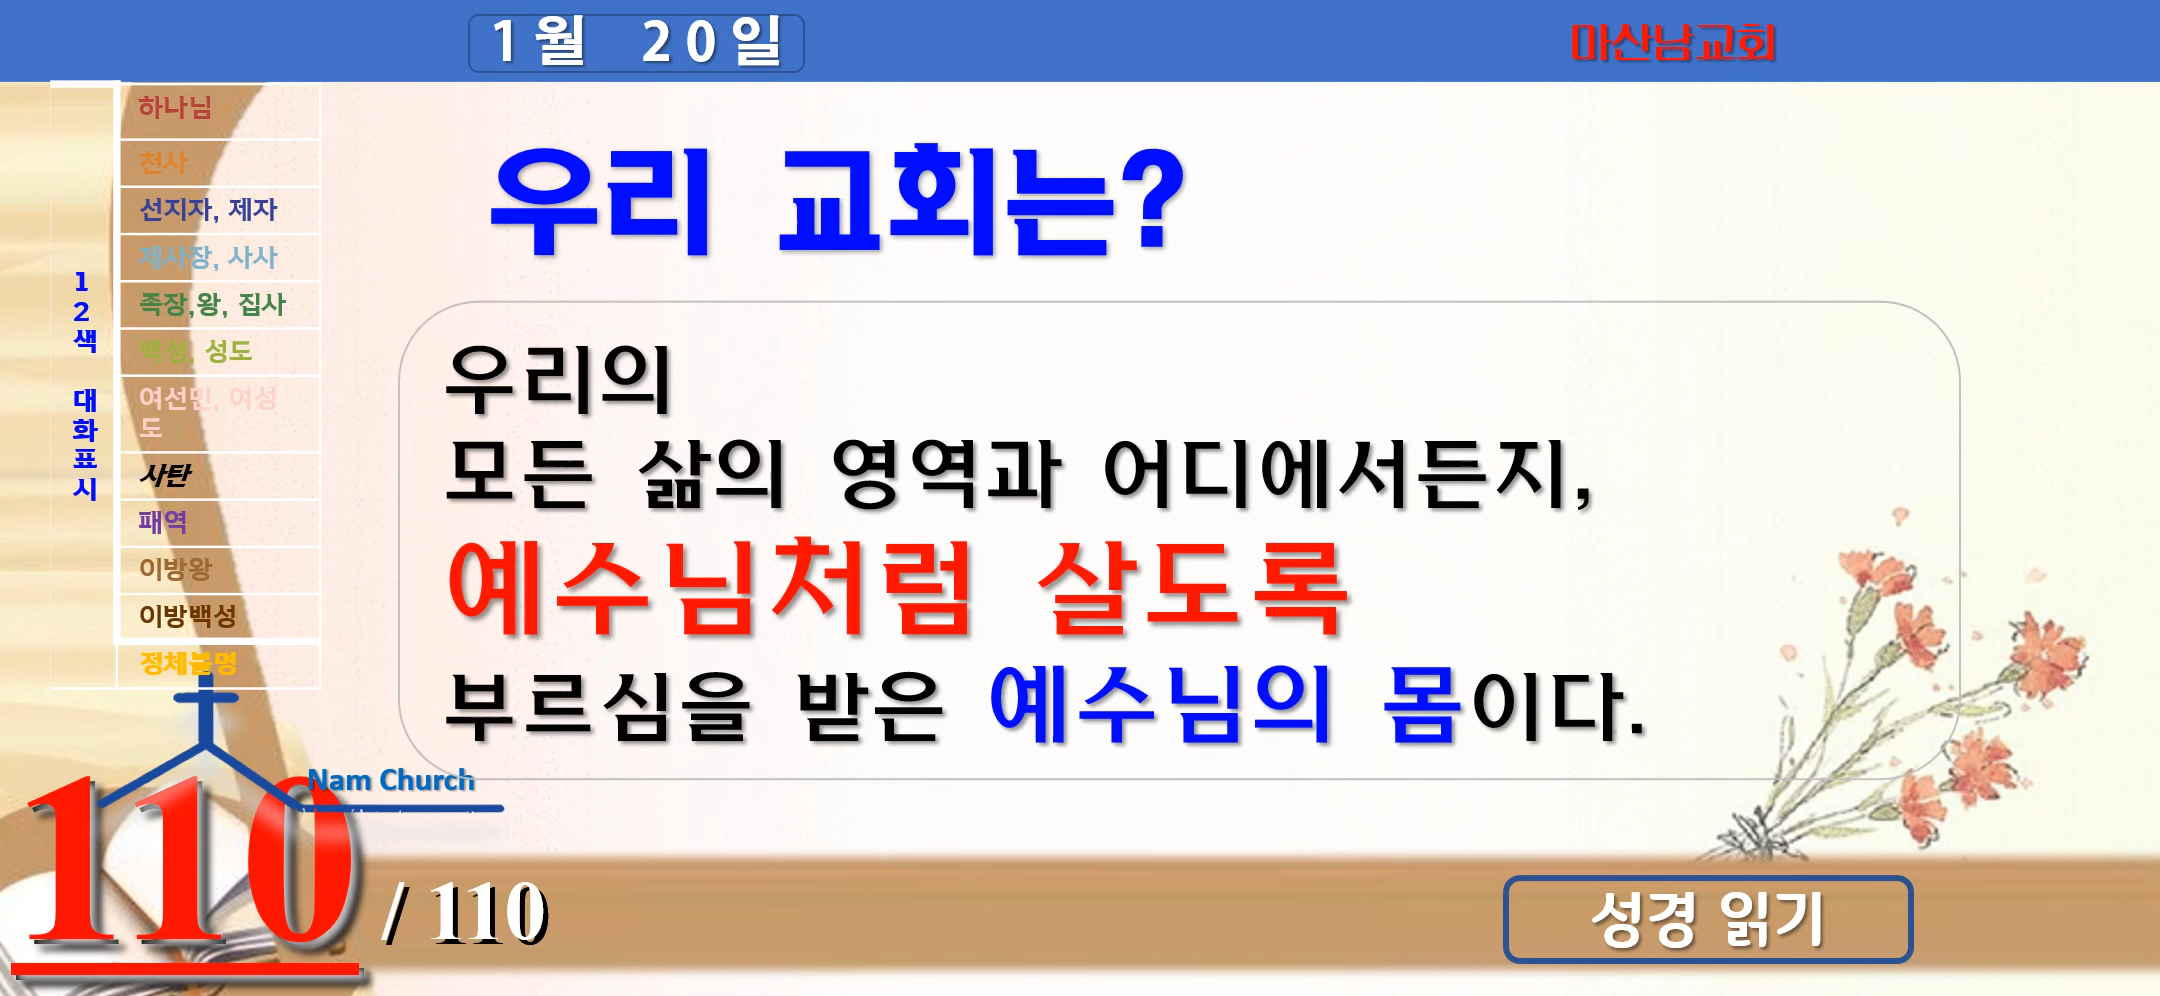 1월 20일
마산남교회
12색 대화표시
하나님
천사
선지자, 제자
제사장, 사사
족장,왕, 집사
백성, 성도
여선민, 여성
도
사탄
패역
이방왕
이방백성
정체불명
우리 교회는?
우리의
모든 삶의 영역과 어디에서든지,
예수님처럼 살도록
부르심을 받은 예수님의 몸이다.
Nam Church
110 / 110
성경 읽기